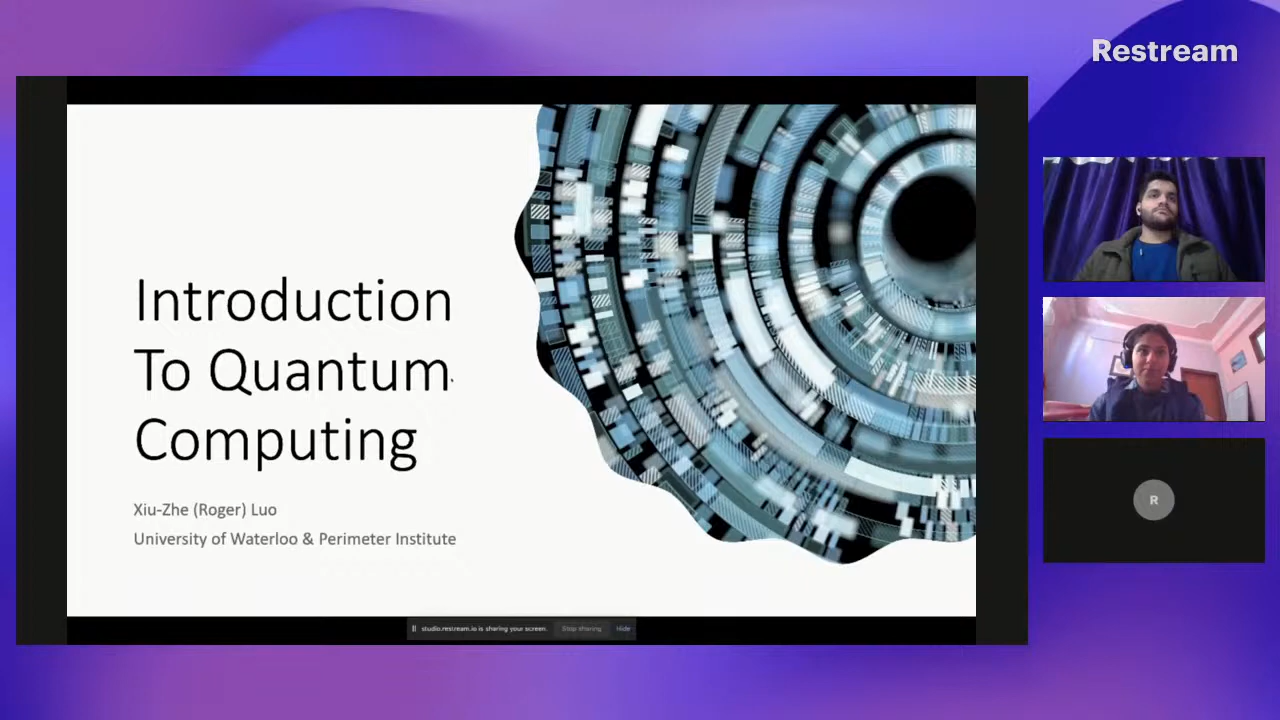 Restream
Introduction
To Quantum
Computing
Xiu-Zhe (Roger) Luo
University of Waterloo & Perimeter Institute
studio.restream.io is sharing your screen.
Stop sharing
Hide
R